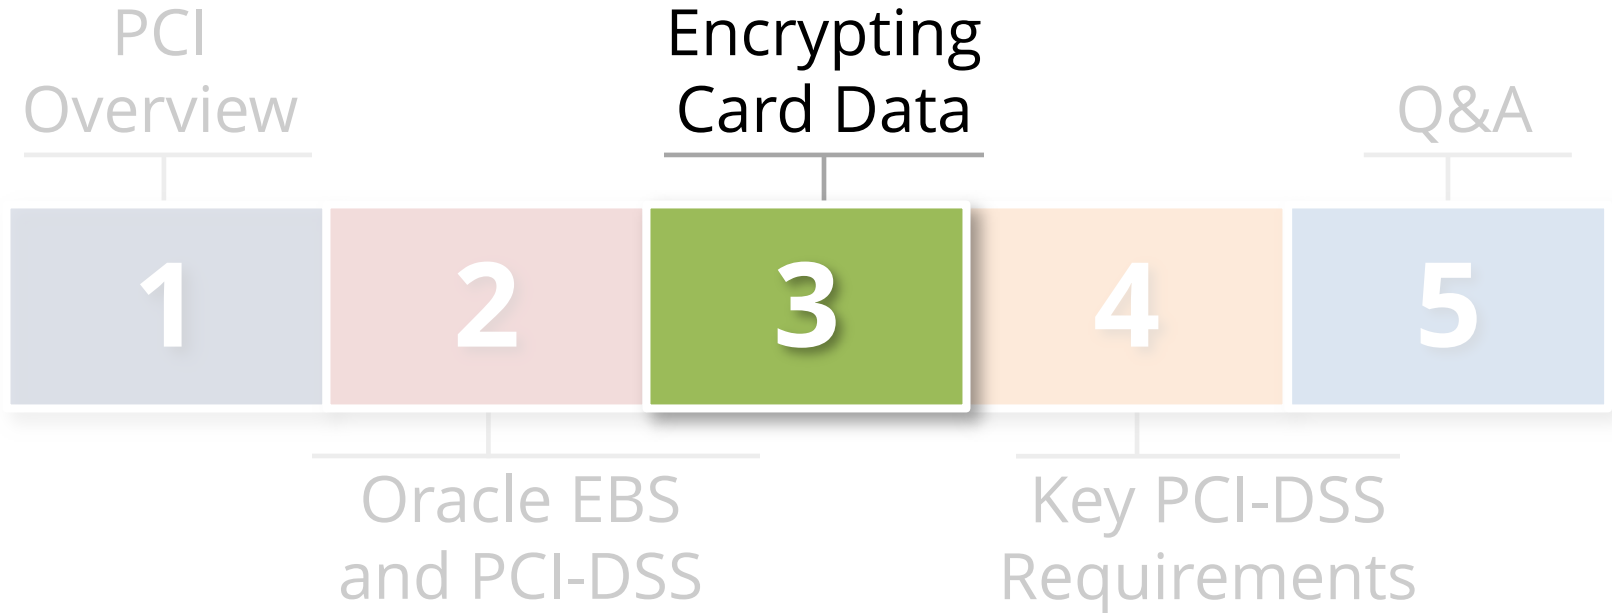 PCI
Overview
Encrypting
Card Data
Q&A
1
2
3
4
5
Oracle EBS
and PCI-DSS
Key PCI-DSS
Requirements